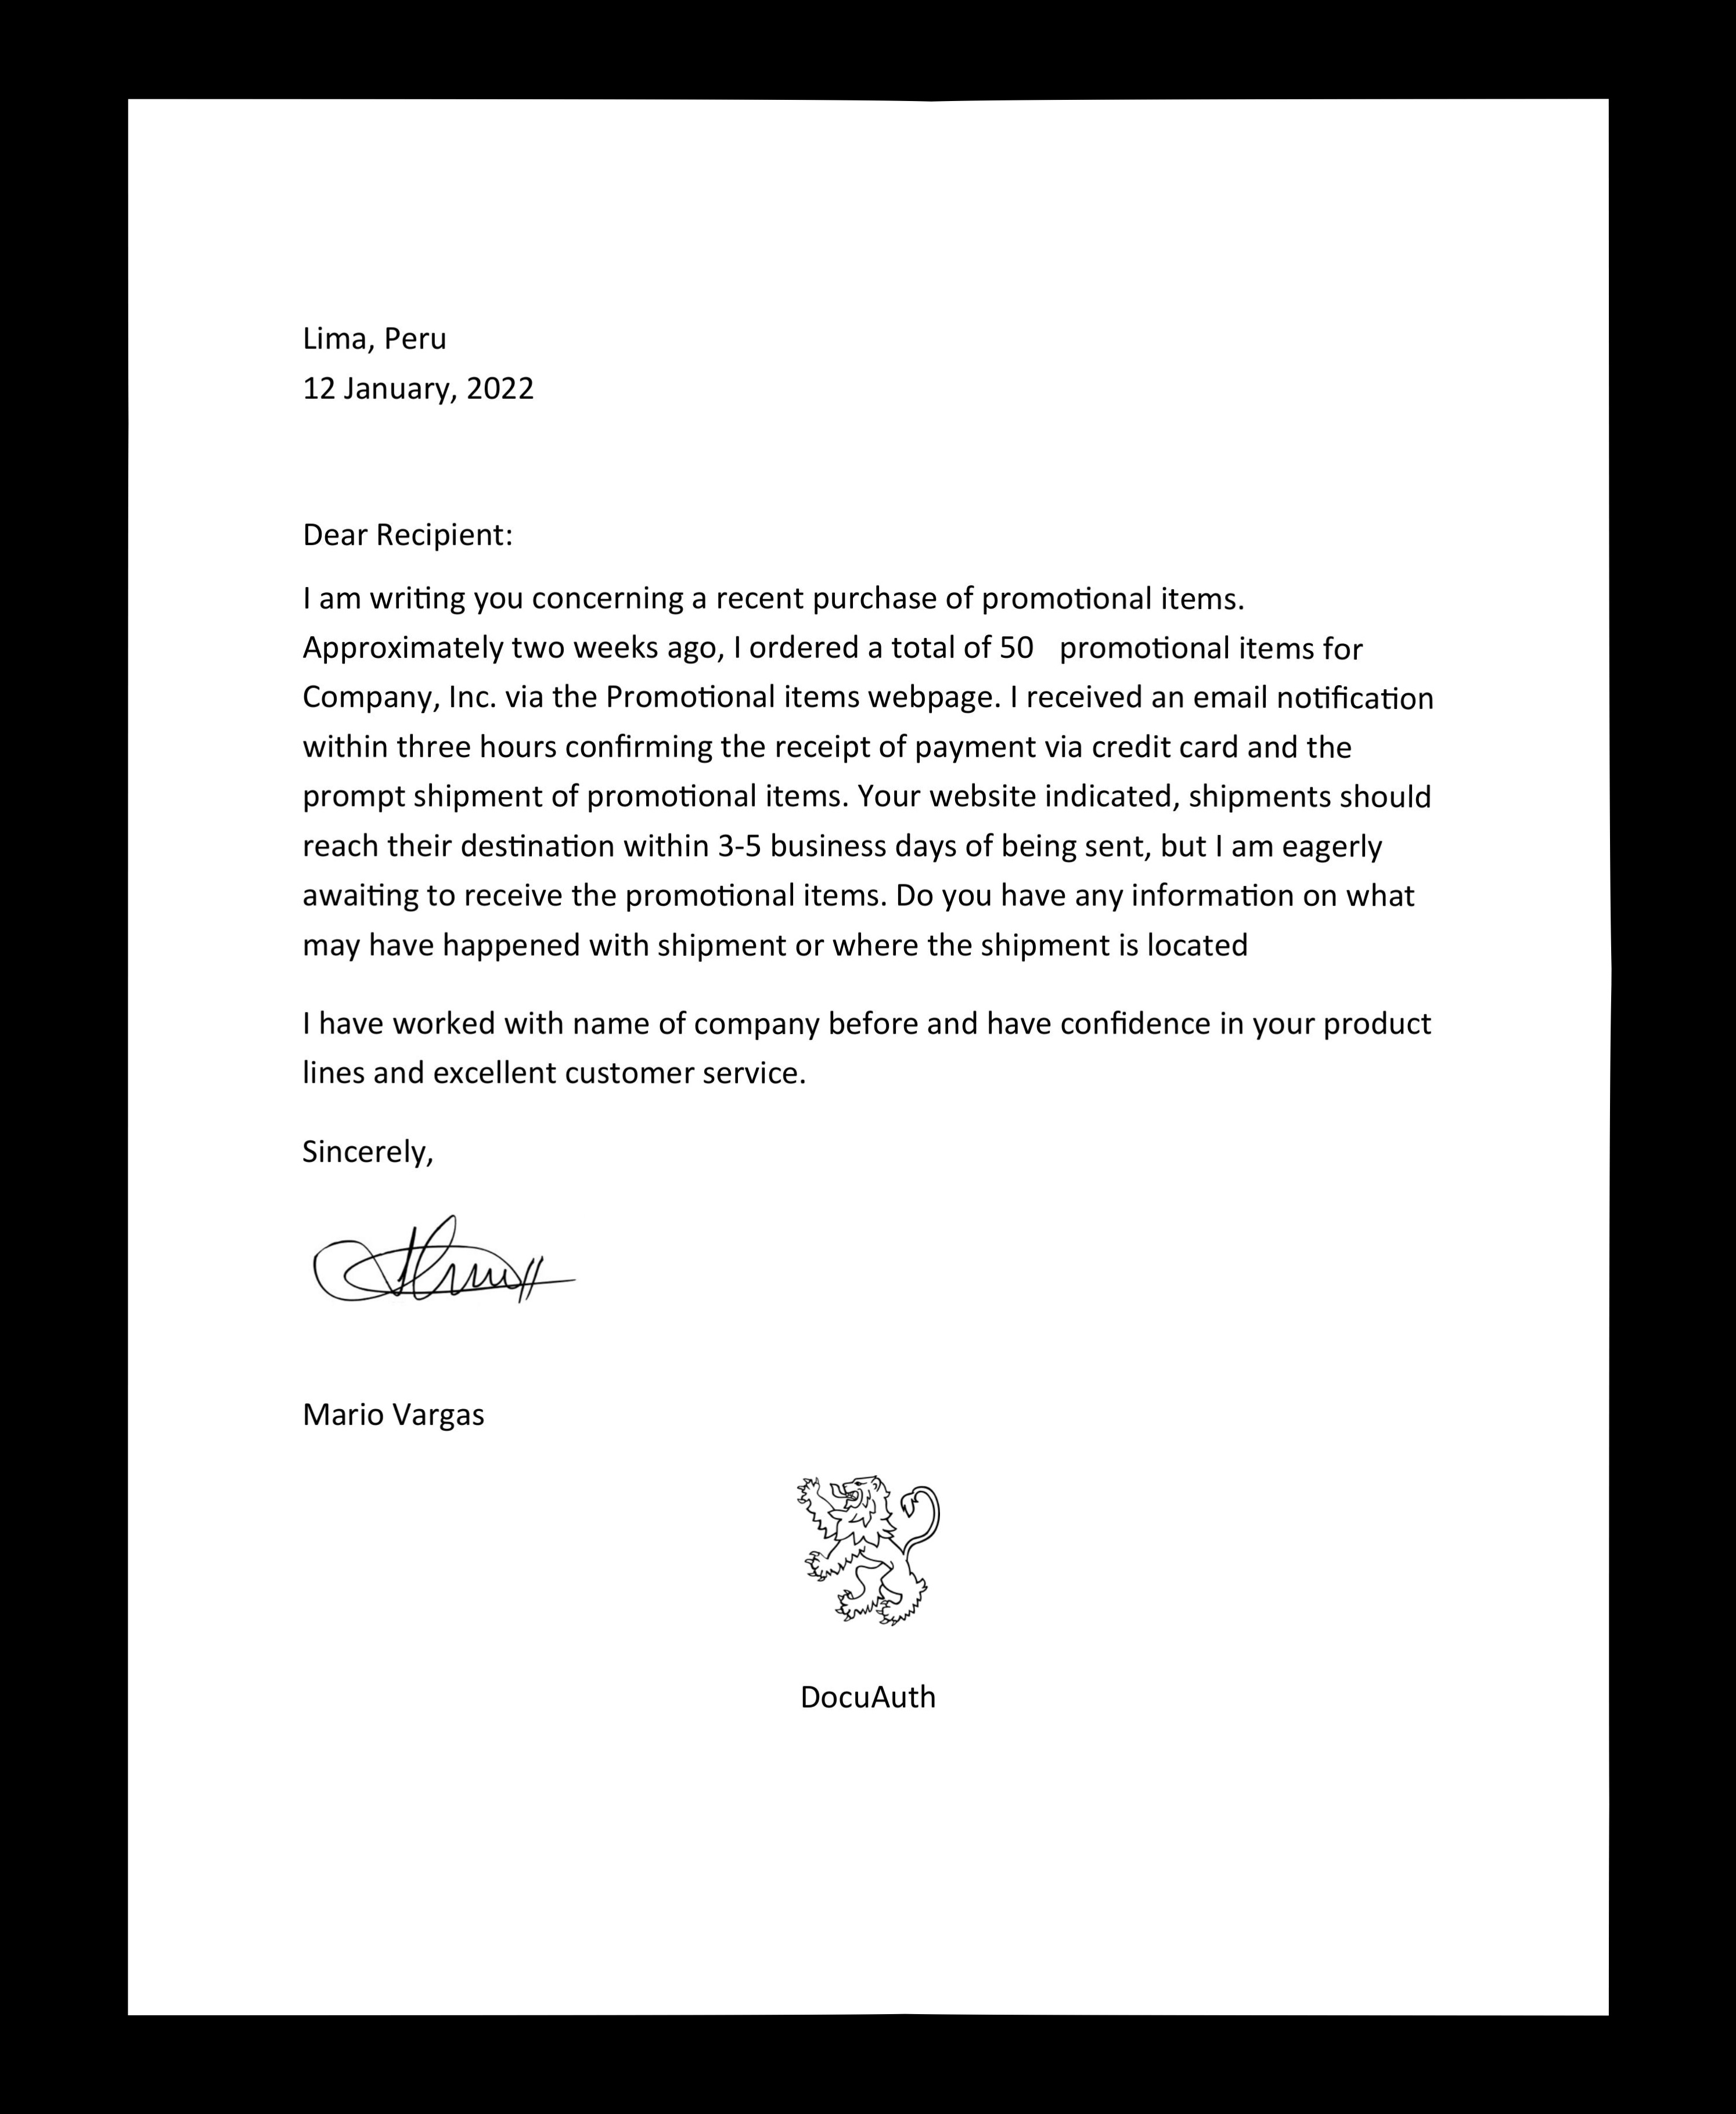 Lima, Peru
12 January, 2022
Dear Recipient:
I am writing you concerning a recent purchase of promotional items.
Approximately two weeks ago, I ordered a total of 50   promotional items for
Company, Inc. via the Promotional items webpage. I received an email notification
within three hours confirming the receipt of payment via credit card and the
prompt shipment of promotional items. Your website indicated, shipments should
reach their destination within 3-5 business days of being sent, but I am eagerly
awaiting to receive the promotional items. Do you have any information on what
may have happened with shipment or where the shipment is located
I have worked with name of company before and have confidence in your product
lines and excellent customer service.
Sincerely,
Mario Vargas
DocuAuth